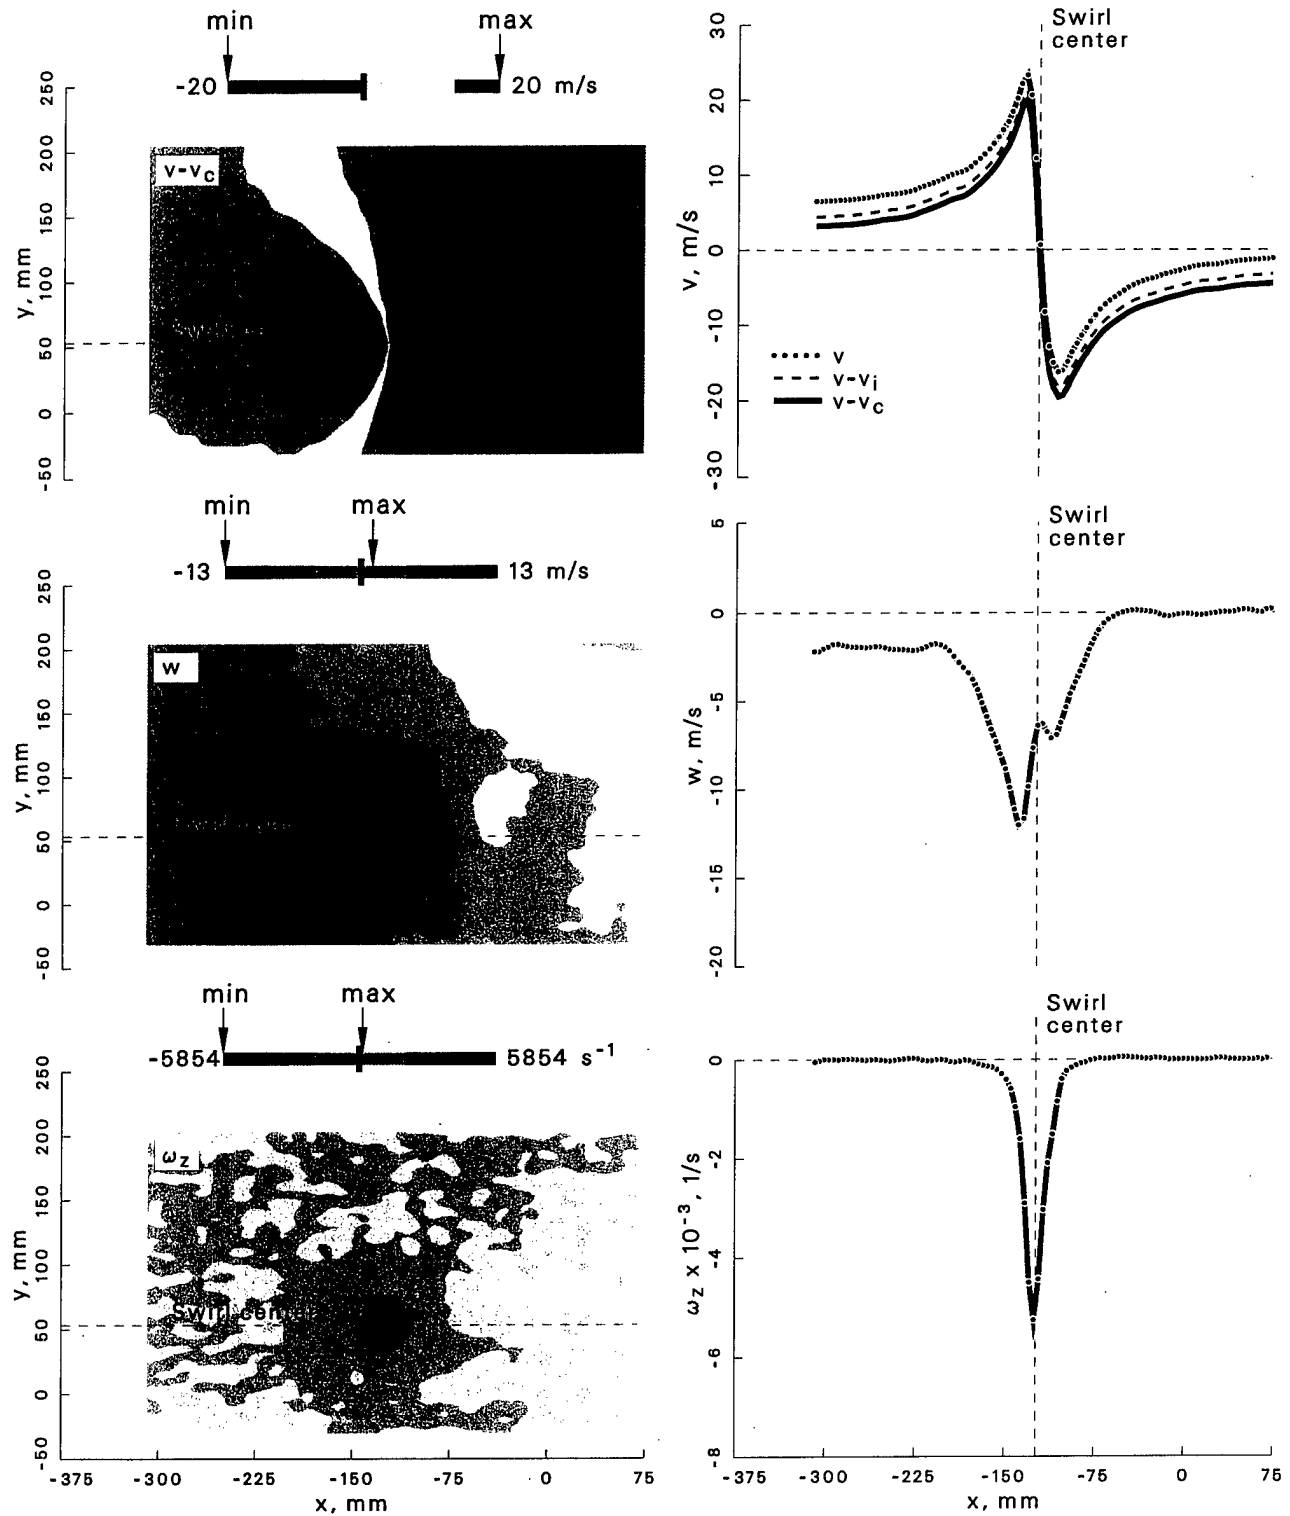 min
max
-20
20 m/s
y, mm
250
200
150
100
50
0
-50
v-vc
min
max
-13
13 m/s
y, mm
250
200
150
100
50
0
-50
w
min
max
-5854
5854 s-1
y, mm
250
200
150
100
50
0
-50
ωz
Swirl center
-375
-300
-225
-150
-75
0
75
x, mm
Swirl
center
v, m/s
30
20
10
0
-10
-20
-30
v
v-vi
v-vc
Swirl
center
w, m/s
5
0
-5
-10
-15
-20
Swirl
center
ωz x 10-3, 1/s
0
-2
-4
-6
-8
-375
-300
-225
-150
-75
0
75
x, mm